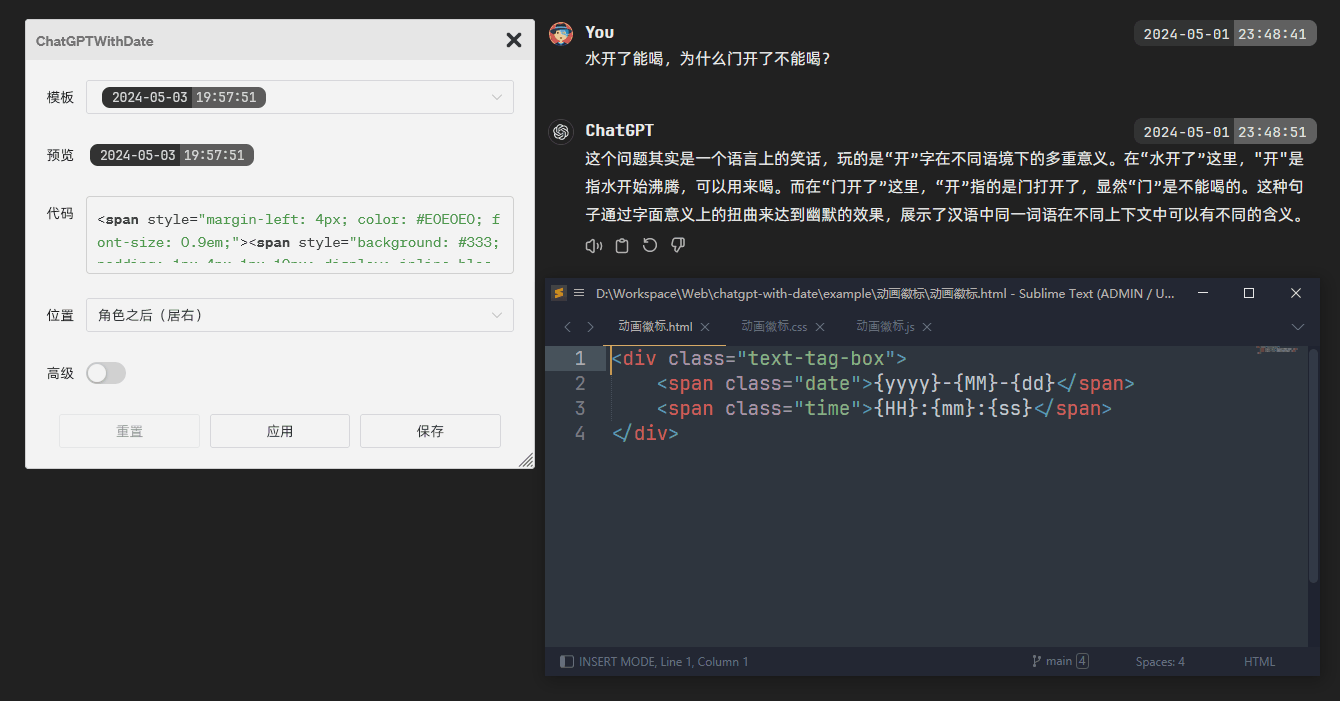 ChatGPTWithDate
模板
2024-05-03 19:57:51
预览
2024-05-03 19:57:51
代码
<span style="margin-left: 4px; color: #E0E0E0; f
ont-size: 0.9em;"><span style="background: #333;
padding: 1px 4px 1px 10px; display: inline-bloc
位置
角色之后（居右）
高级
重置
应用
保存
You
2024-05-01 23:48:41
水开了能喝，为什么门开了不能喝？
ChatGPT
2024-05-01 23:48:51
这个问题其实是一个语言上的笑话，玩的是“开”字在不同语境下的多重意义。在“水开了”这里，"开"是
指水开始沸腾，可以用来喝。而在“门开了”这里，“开”指的是门打开了，显然“门”是不能喝的。这种句
子通过字面意义上的扭曲来达到幽默的效果，展示了汉语中同一词语在不同上下文中可以有不同的含义。
D:\Workspace\Web\chatgpt-with-date\example\动画徽标\动画徽标.html - Sublime Text (ADMIN / U...
动画徽标.html
动画徽标.css
动画徽标.js
1 <div class="text-tag-box">
2 <span class="date">{yyyy}-{MM}-{dd}</span>
3 <span class="time">{HH}:{mm}:{ss}</span>
4 </div>
INSERT MODE, Line 1, Column 1
main 4
Spaces: 4
HTML